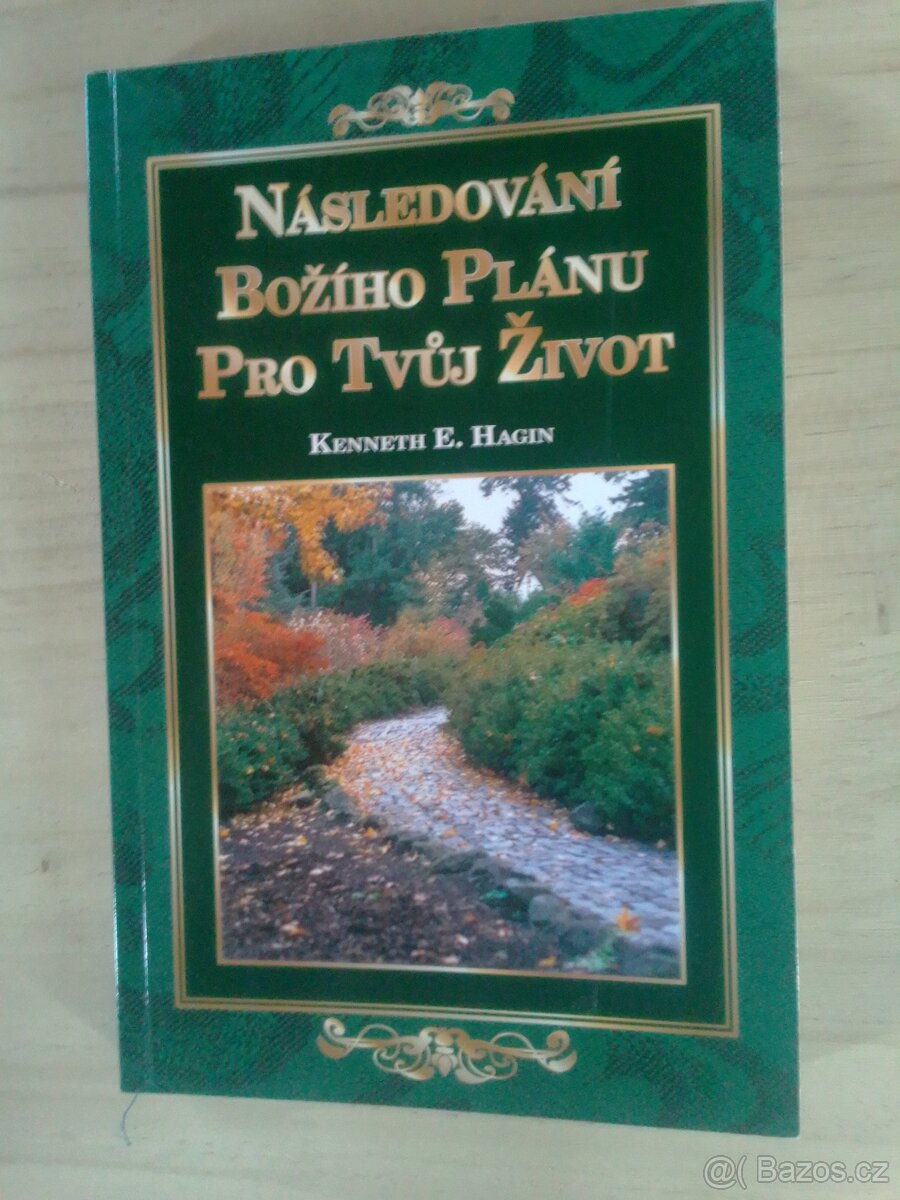 Následování
Božího Plánu
Pro Tvůj Život
Kenneth E. Hagin
@( Bazos.cz